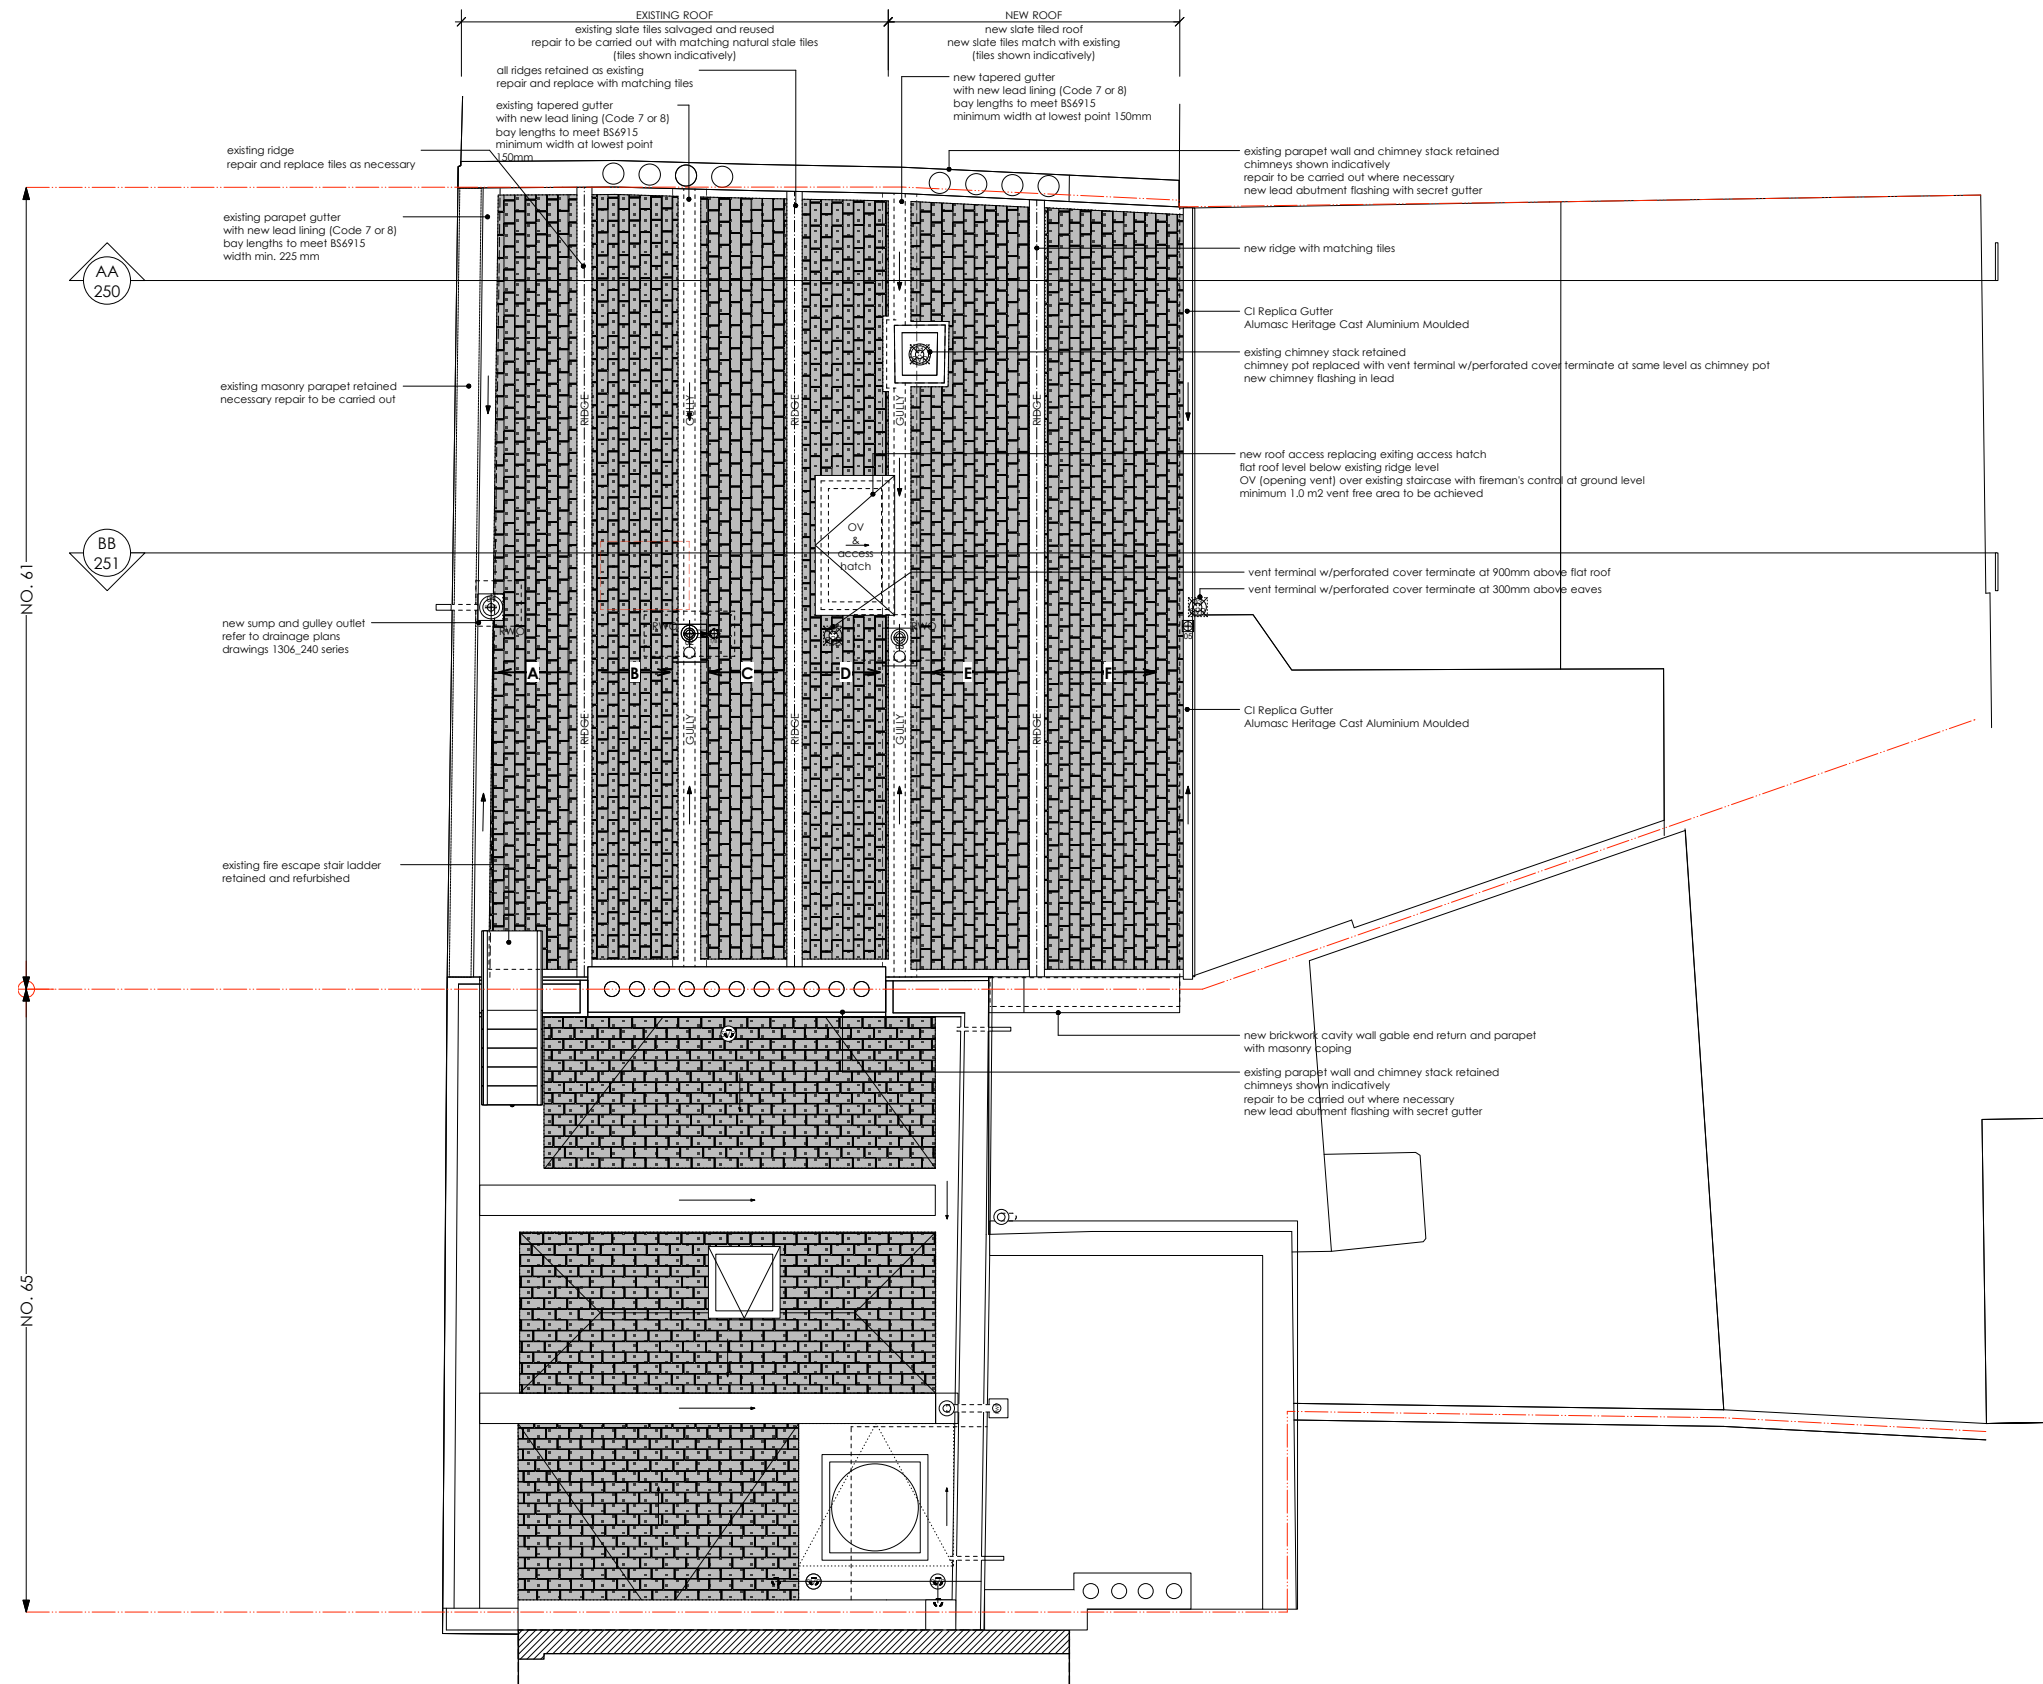 EXISTING ROOF
existing slate tiles salvaged and reused
repair to be carried out with matching natural stale tiles
(tiles shown indicatively)
NEW ROOF
new slate tiled roof
new slate tiles match with existing
(tiles shown indicatively)
all ridges retained as existing
repair and replace with matching tiles
existing tapered gutter
with new lead lining (Code 7 or 8)
bay lengths to meet BS6915
minimum width at lowest point
150mm
new tapered gutter
with new lead lining (Code 7 or 8)
bay lengths to meet BS6915
minimum width at lowest point 150mm
existing ridge
repair and replace tiles as necessary
existing parapet wall and chimney stack retained
chimneys shown indicatively
repair to be carried out where necessary
new lead abutment flashing with secret gutter
existing parapet gutter
with new lead lining (Code 7 or 8)
bay lengths to meet BS6915
width min. 225 mm
new ridge with matching tiles
AA
250
CI Replica Gutter
Alumasc Heritage Cast Aluminium Moulded
existing chimney stack retained
chimney pot replaced with vent terminal w/perforated cover terminate at same level as chimney pot
new chimney flashing in lead
existing masonry parapet retained
necessary repair to be carried out
RIDGE
GULLY
RIDGE
GULLY
RIDGE
new roof access replacing exiting access hatch
flat roof level below existing ridge level
OV (opening vent) over existing staircase with fireman's control at ground level
minimum 1.0 m2 vent free area to be achieved
OV
&
access
hatch
BB
251
NO. 61
vent terminal w/perforated cover terminate at 900mm above flat roof
vent terminal w/perforated cover terminate at 300mm above eaves
new sump and gulley outlet
refer to drainage plans
drawings 1306_240 series
RWO
RWO
RWO
A
B
C
D
E
F
RIDGE
GULLY
RIDGE
GULLY
RIDGE
CI Replica Gutter
Alumasc Heritage Cast Aluminium Moulded
existing fire escape stair ladder
retained and refurbished
new brickwork cavity wall gable end return and parapet
with masonry coping
existing parapet wall and chimney stack retained
chimneys shown indicatively
repair to be carried out where necessary
new lead abutment flashing with secret gutter
NO. 65